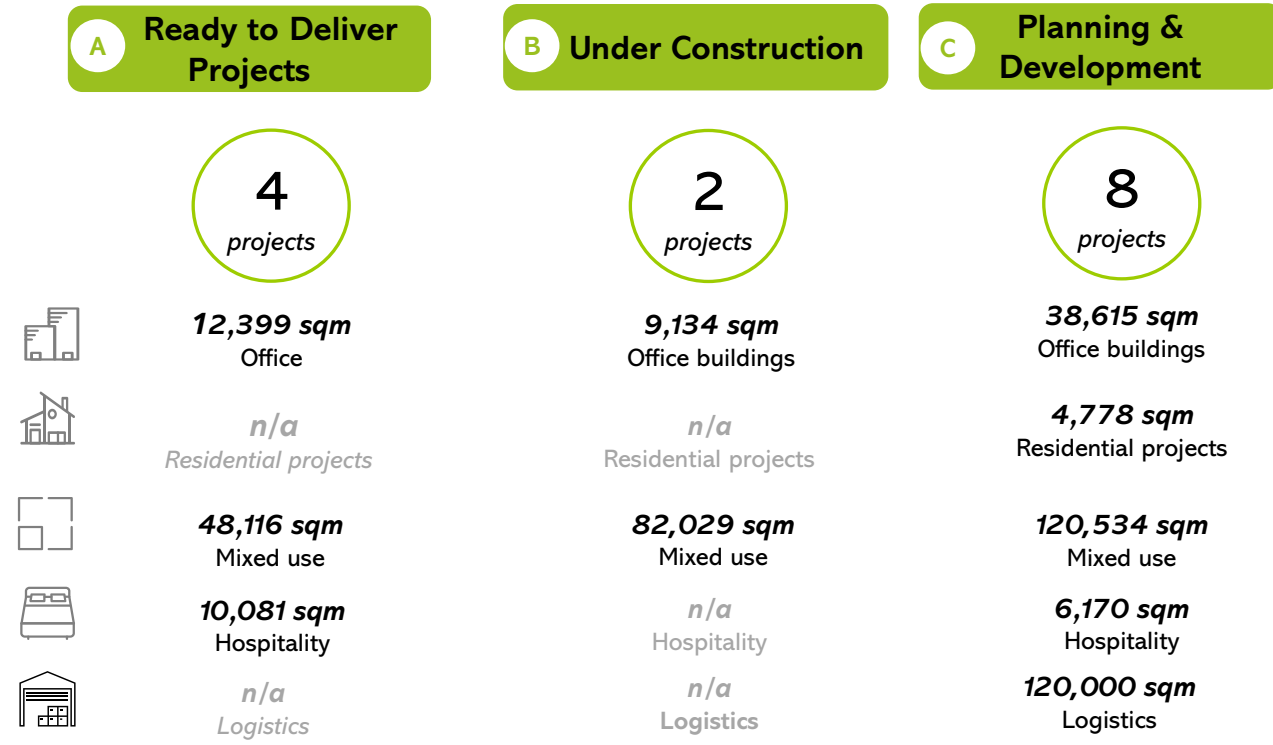 A
Ready to Deliver
Projects
4
projects
12,399 sqm
Office
n/a
Residential projects
48,116 sqm
Mixed use
10,081 sqm
Hospitality
n/a
Logistics
B
Under Construction
2
projects
9,134 sqm
Office buildings
n/a
Residential projects
82,029 sqm
Mixed use
n/a
Hospitality
n/a
Logistics
C
Planning &
Development
8
projects
38,615 sqm
Office buildings
4,778 sqm
Residential projects
120,534 sqm
Mixed use
6,170 sqm
Hospitality
120,000 sqm
Logistics